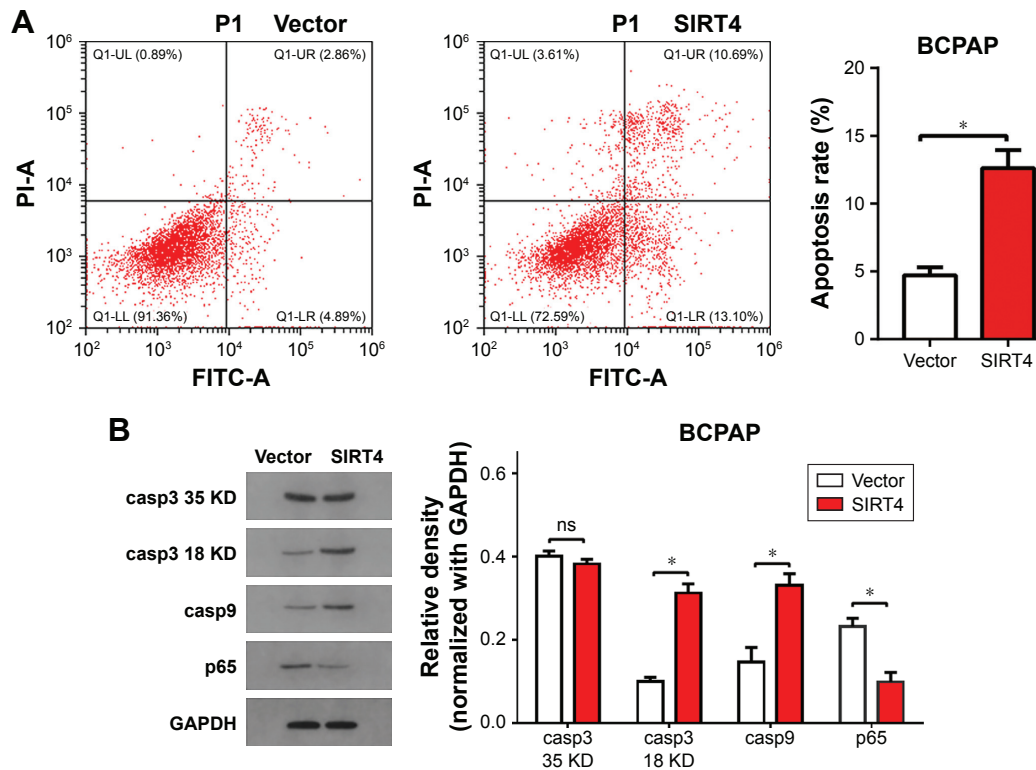 A
P1 Vector
10⁶
10⁵
10⁴
10³
10²
PI-A
Q1-UL (0.89%)
Q1-UR (2.86%)
Q1-LL (91.36%)
Q1-LR (4.89%)
10² 10³ 10⁴ 10⁵ 10⁶
FITC-A
P1 SIRT4
10⁶
10⁵
10⁴
10³
10²
PI-A
Q1-UL (3.61%)
Q1-UR (10.69%)
Q1-LL (72.59%)
Q1-LR (13.10%)
10² 10³ 10⁴ 10⁵ 10⁶
FITC-A
BCPAP
Apoptosis rate (%)
20
15
10
5
0
*
Vector SIRT4
B
Vector SIRT4
casp3 35 KD
casp3 18 KD
casp9
p65
GAPDH
BCPAP
Relative density
(normalized with GAPDH)
0.6
0.4
0.2
0.0
Vector
SIRT4
ns
*
*
*
casp3
35 KD
casp3
18 KD
casp9
p65